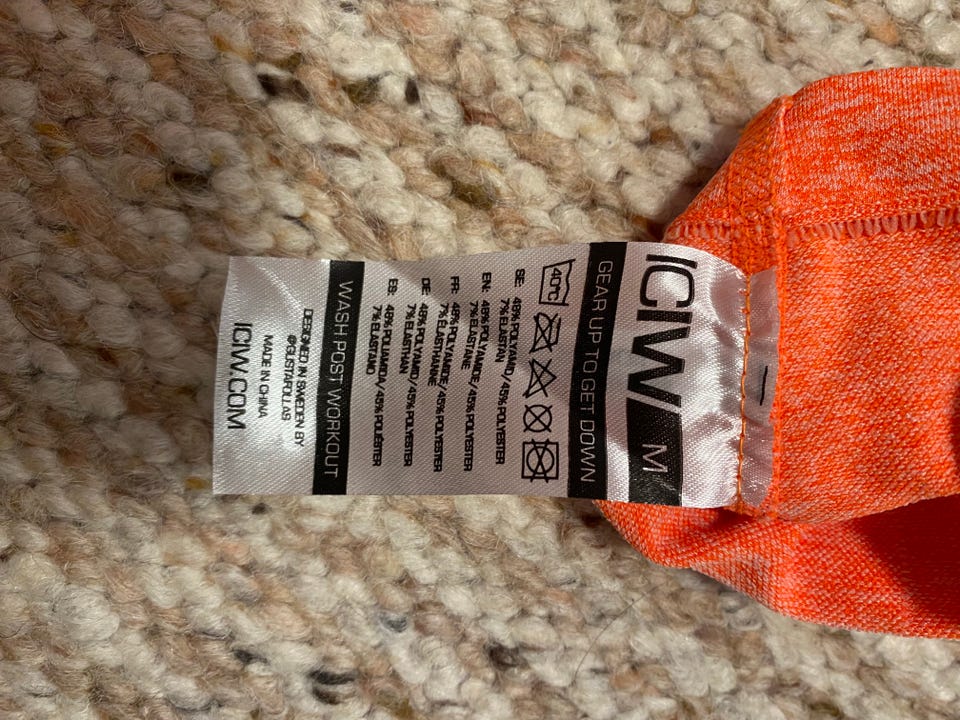 ICIW M
GEAR UP TO GET DOWN
40°C
SE: 48% POLYAMID/45% POLYESTER
7% ELASTAN
EN: 48% POLYAMIDE/45% POLYESTER
7% ELASTANE
FR: 48% POLYAMIDE/45% POLYESTER
7% ELASTHANNE
DE: 48% POLYAMID/45% POLYESTER
7% ELASTHAN
ES: 48% POLIAMIDA/45% POLIÉSTER
7% ELASTANO
WASH POST WORKOUT
DESIGNED IN SWEDEN BY
@BUSTAFOLLAS
MADE IN CHINA
ICIW.COM